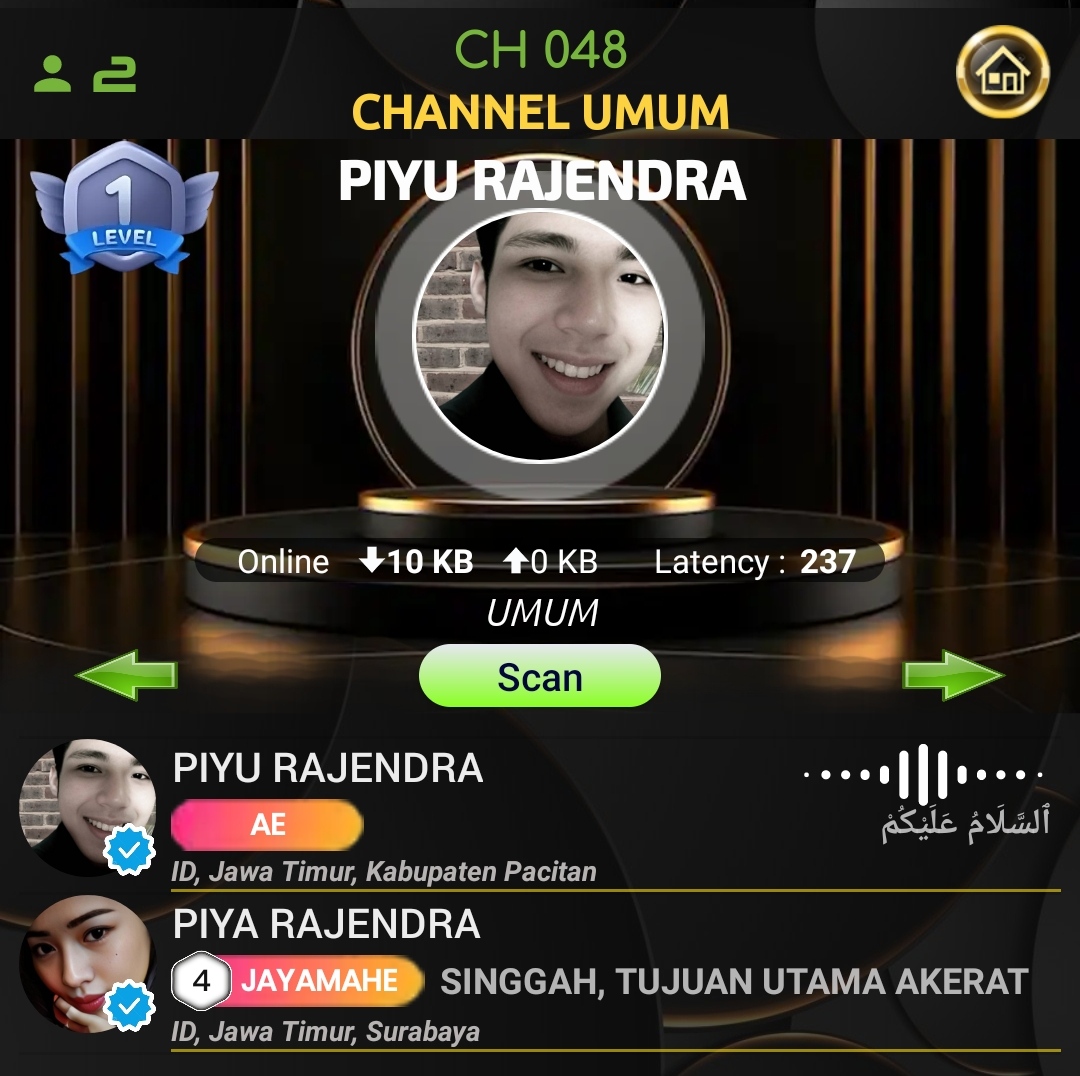 2
CH 048
CHANNEL UMUM
1
LEVEL
PIYU RAJENDRA
Online 10 KB 0 KB Latency : 237
UMUM
Scan
PIYU RAJENDRA
AE
ٱلسَّلَامُ عَلَيْكُمْ
ID, Jawa Timur, Kabupaten Pacitan
PIYA RAJENDRA
4 JAYAMAHE SINGGAH, TUJUAN UTAMA AKERAT
ID, Jawa Timur, Surabaya